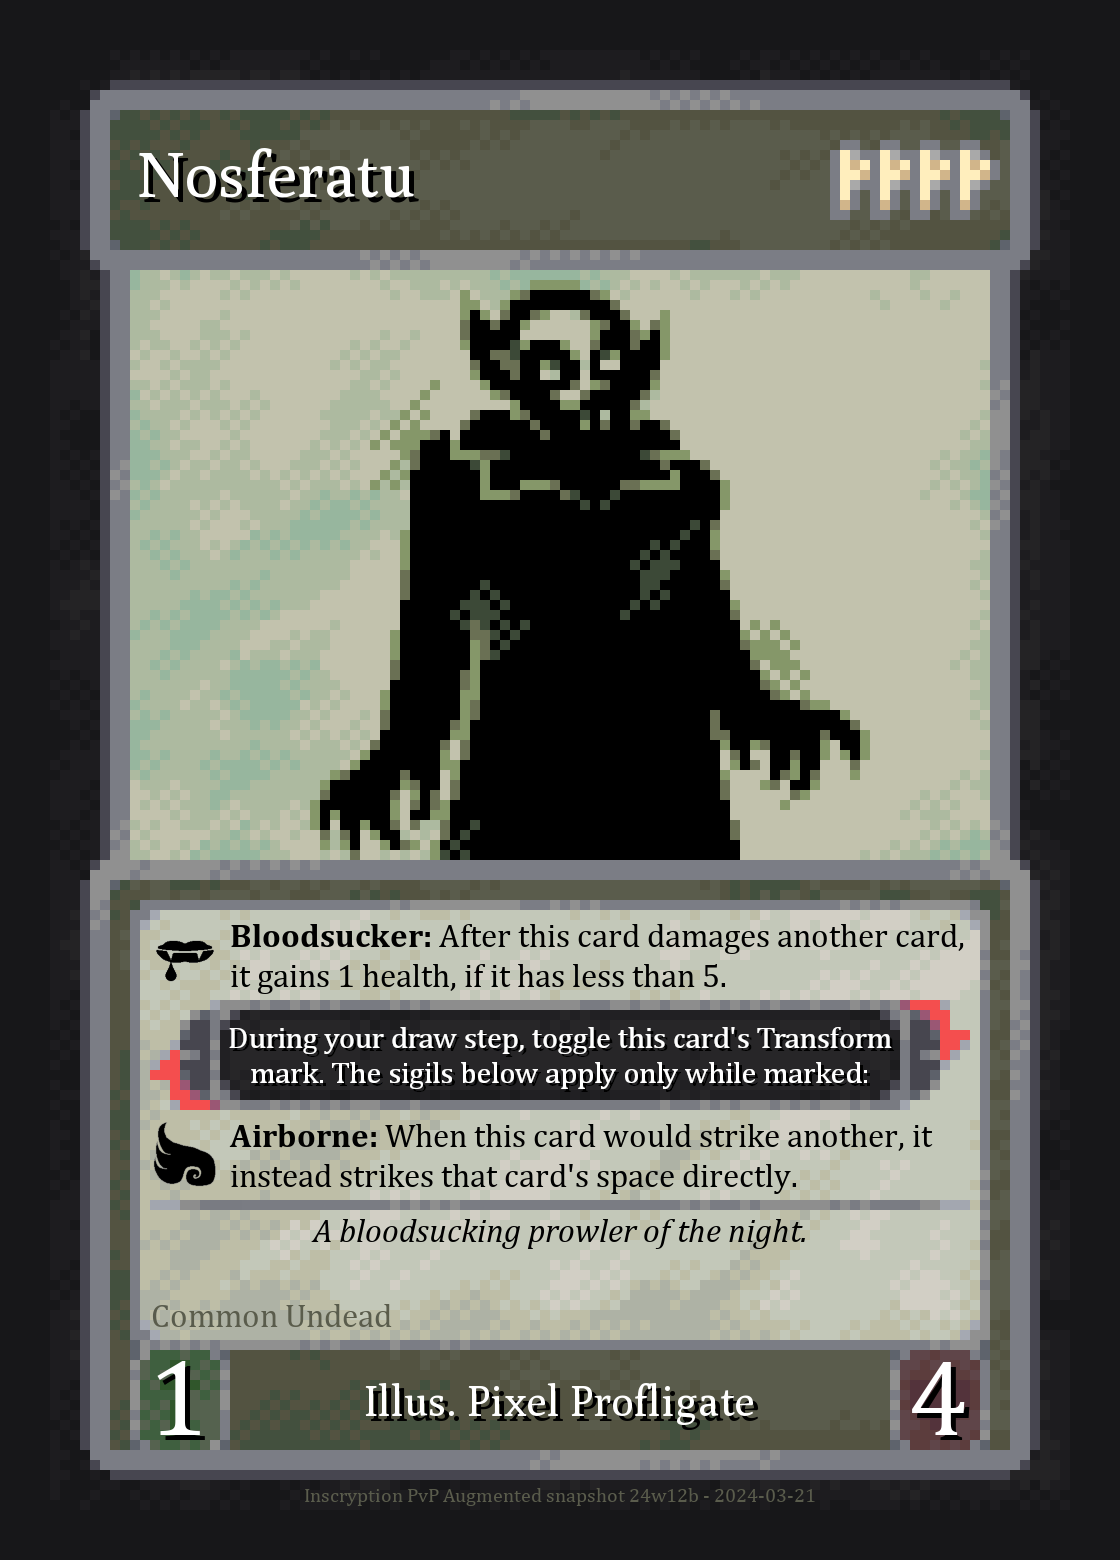 Nosferatu
Bloodsucker: After this card damages another card,
it gains 1 health, if it has less than 5.
During your draw step, toggle this card's Transform
mark. The sigils below apply only while marked:
Airborne: When this card would strike another, it
instead strikes that card's space directly.
A bloodsucking prowler of the night.
Common Undead
1
Illus. Pixel Profligate
4
Inscryption PvP Augmented snapshot 24w12b - 2024-03-21